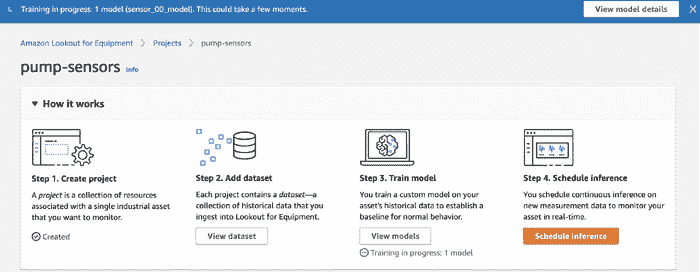 Training in progress: 1 model (sensor_00_model). This could take a few moments.
View model details
Amazon Lookout for Equipment > Projects > pump-sensors
pump-sensors Info
How it works
Step 1. Create project
A project is a collection of resources
associated with a single industrial asset
that you want to monitor.
Created
Step 2. Add dataset
Each project contains a dataset—a
collection of historical data that you
ingest into Lookout for Equipment.
View dataset
Step 3. Train model
You train a custom model on your
asset's historical data to establish a
baseline for normal behavior.
View models
Training in progress: 1 model
Step 4. Schedule inference
You schedule continuous inference on
new measurement data to monitor your
asset in real-time.
Schedule inference